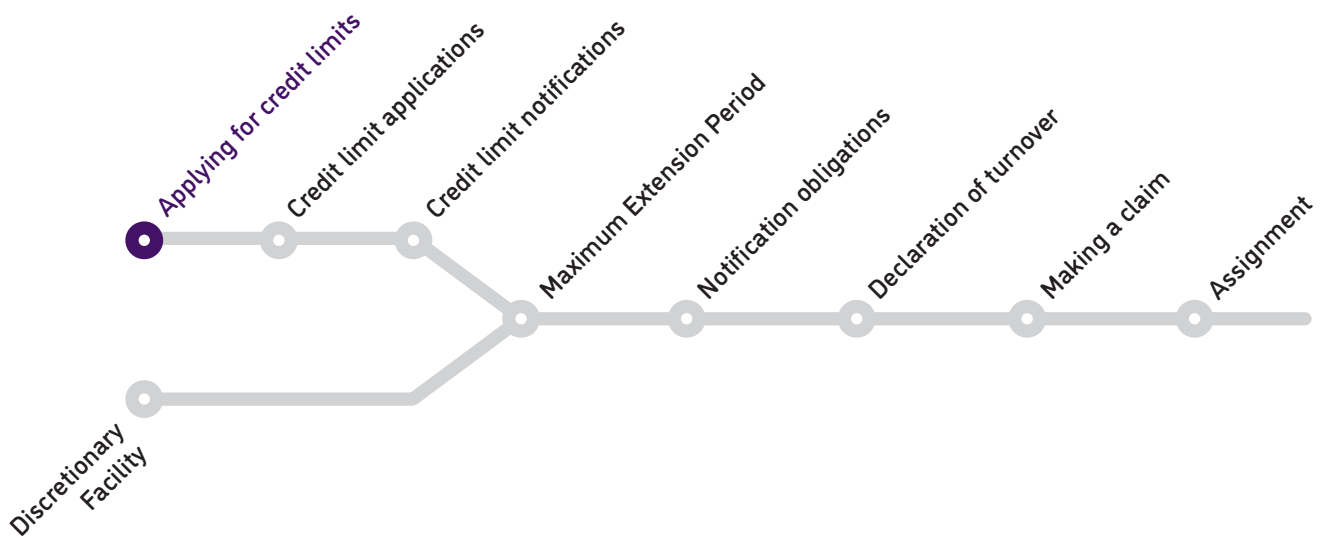 Applying for credit limits
Credit limit applications
Credit limit notifications
Maximum Extension Period
Notification obligations
Declaration of turnover
Making a claim
Assignment
Discretionary
Facility